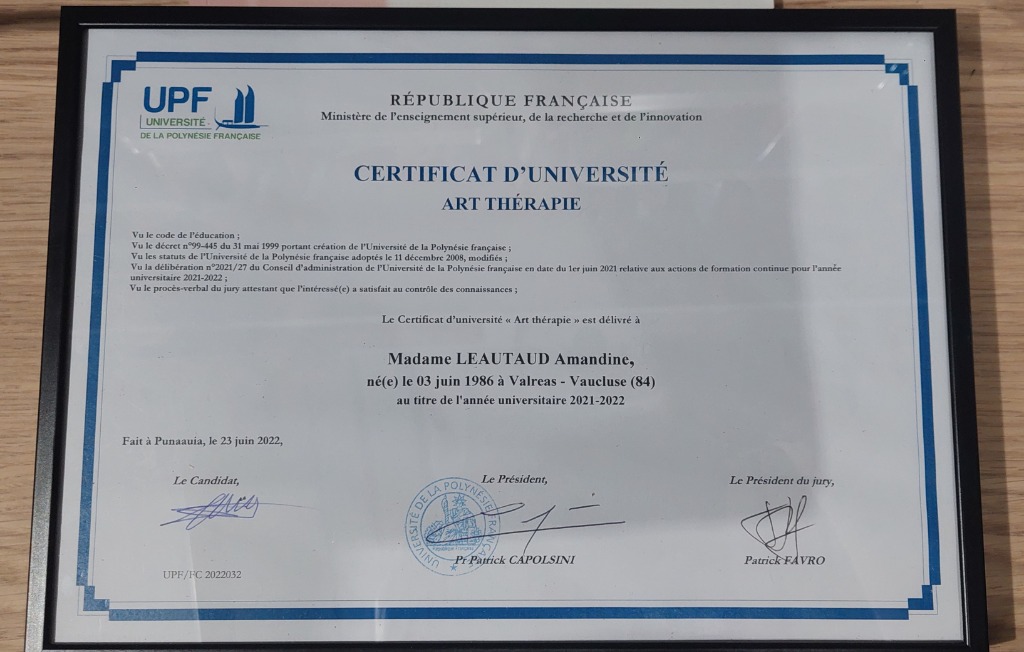 UPF
UNIVERSITÉ
DE LA POLYNÉSIE FRANÇAISE
RÉPUBLIQUE FRANÇAISE
Ministère de l'enseignement supérieur, de la recherche et de l'innovation
CERTIFICAT D'UNIVERSITÉ
ART THÉRAPIE
Vu le code de l'éducation ;
Vu le décret n°99-445 du 31 mai 1999 portant création de l'Université de la Polynésie française ;
Vu les statuts de l'Université de la Polynésie française adoptés le 11 décembre 2008, modifiés ;
Vu la délibération n°2021/27 du Conseil d'administration de l'Université de la Polynésie française en date du 1er juin 2021 relative aux actions de formation continue pour l'année
universitaire 2021-2022 ;
Vu le procès-verbal du jury attestant que l'intéressé(e) a satisfait au contrôle des connaissances ;
Le Certificat d'université « Art thérapie » est délivré à
Madame LEAUTAUD Amandine,
né(e) le 03 juin 1986 à Valreas - Vaucluse (84)
au titre de l'année universitaire 2021-2022
Fait à Punaauia, le 23 juin 2022,
Le Candidat,
Le Président,
Le Président du jury,
UNIVERSITÉ DE LA POLYNÉSIE FRANÇAISE
Pr Patrick CAPOLSINI
Patrick FAVRO
UPF/FC 2022032